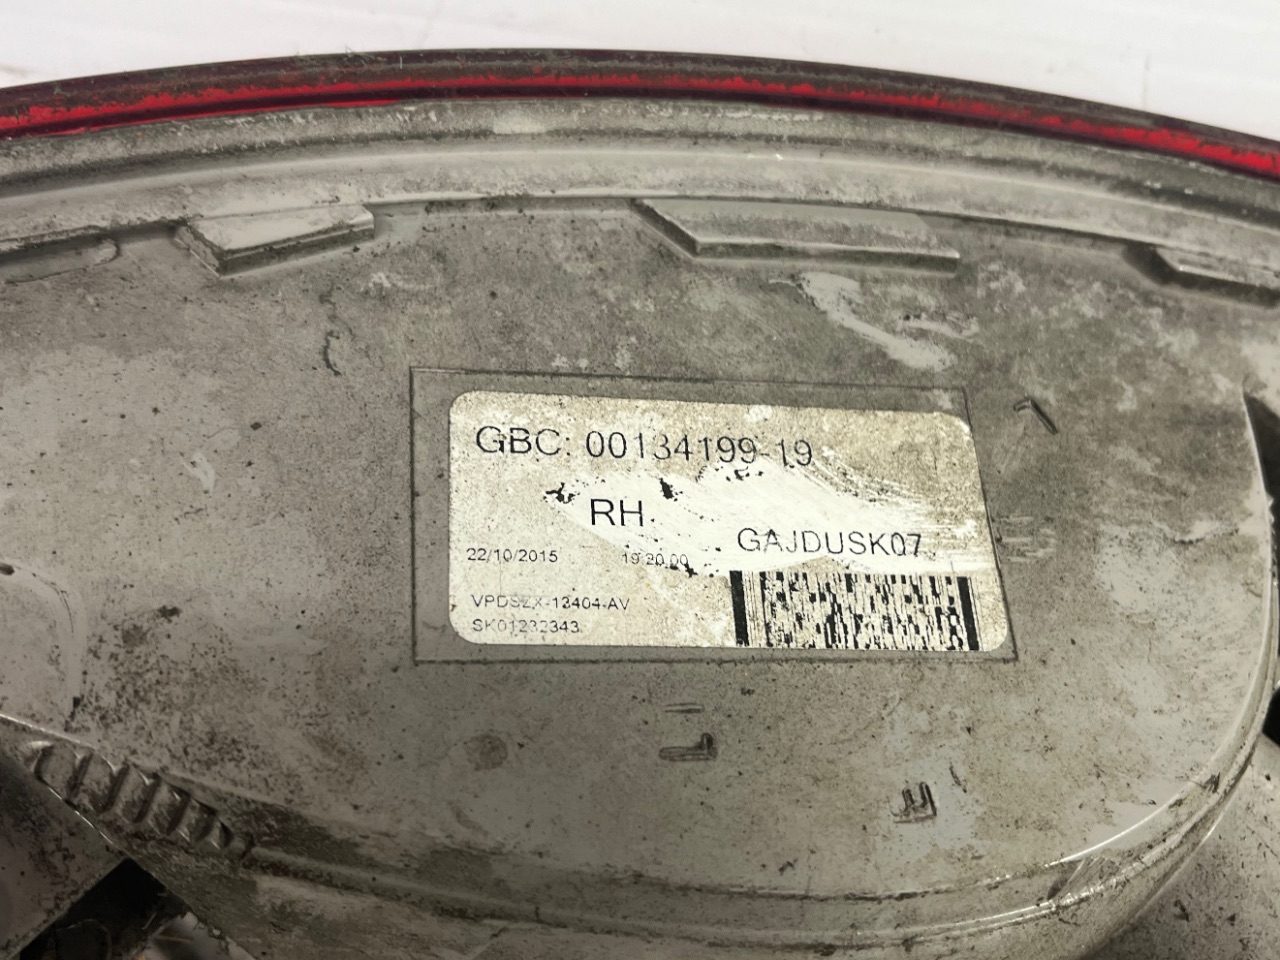 GBC: 00134199-19
RH
GAJDUSK07
22/10/2015 19:20:00
VPDSZX-13404-AV
SK01232343